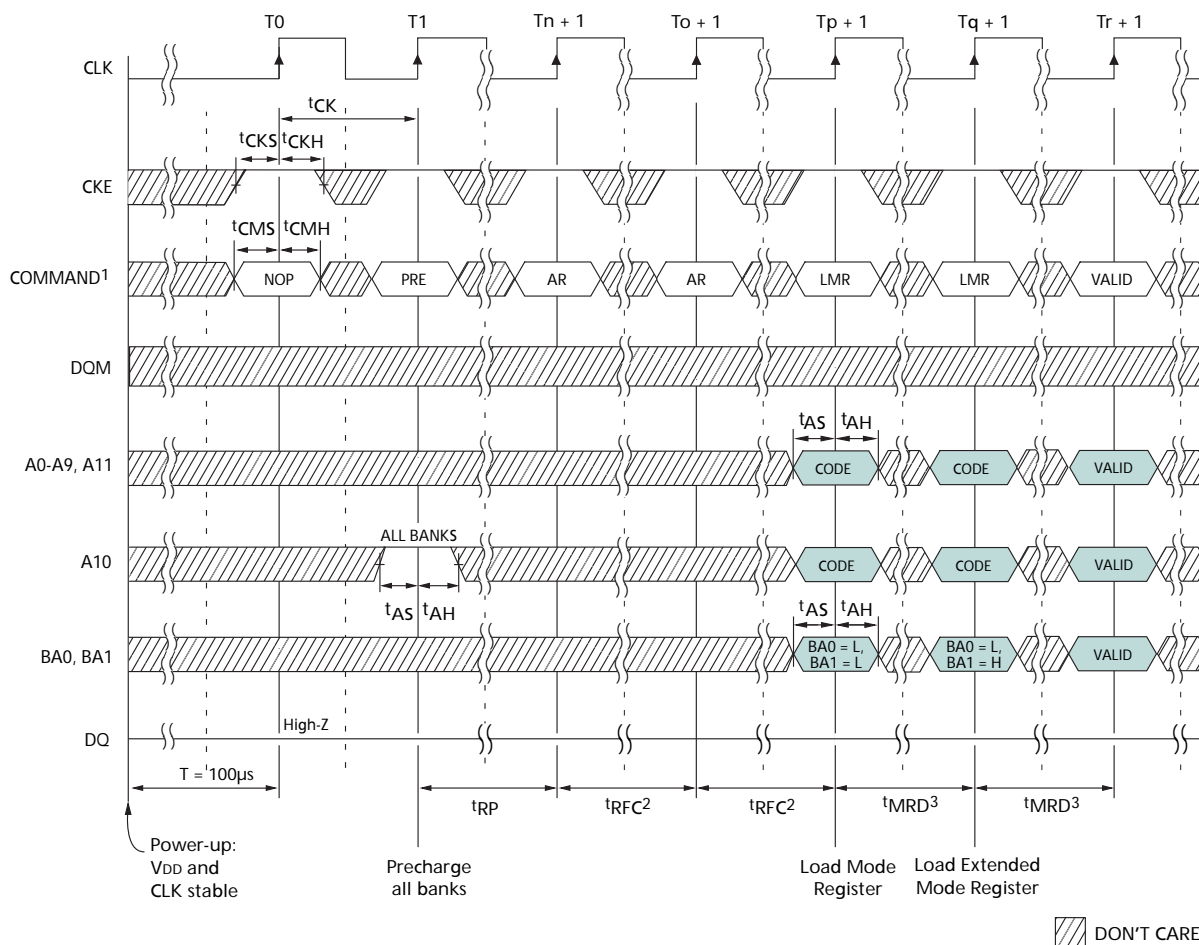 T0 T1 Tn + 1 To + 1 Tp + 1 Tq + 1 Tr + 1
CLK
tCK
tCKS tCKH
CKE
tCMS tCMH
COMMAND1 NOP PRE AR AR LMR LMR VALID
DQM
tAS tAH
A0-A9, A11 CODE CODE VALID
ALL BANKS
A10 CODE CODE VALID
tAS tAH tAS tAH
BA0, BA1 BA0 = L, BA0 = L, VALID
BA1 = L BA1 = H
High-Z
DQ
T = 100µs
tRP tRFC2 tRFC2 tMRD3 tMRD3
Power-up:
VDD and
CLK stable
Precharge
all banks
Load Mode
Register
Load Extended
Mode Register
DON'T CARE